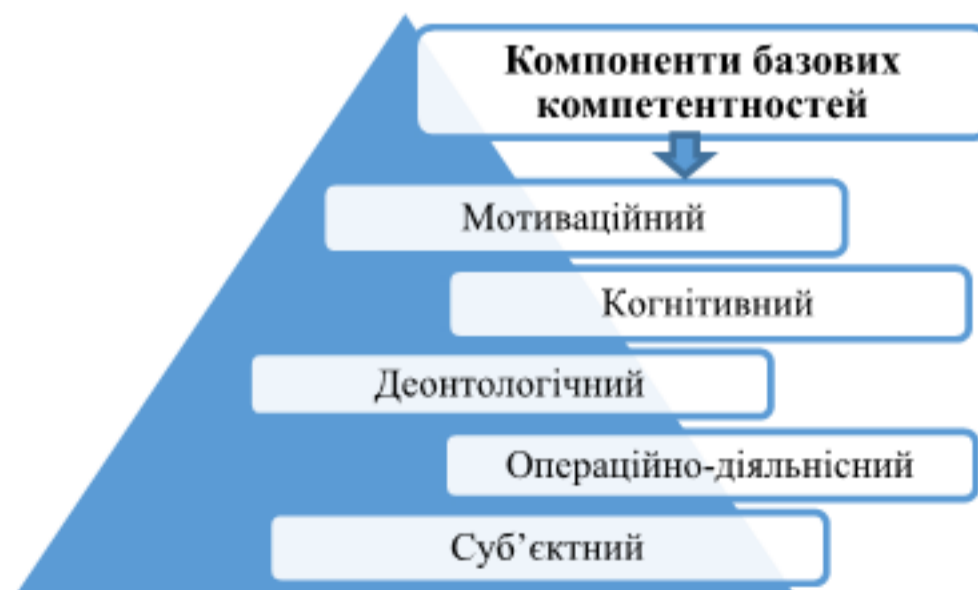 Компоненти базових
компетентностей
Мотиваційний
Когнітивний
Деонтологічний
Операційно-діяльнісний
Суб’єктний